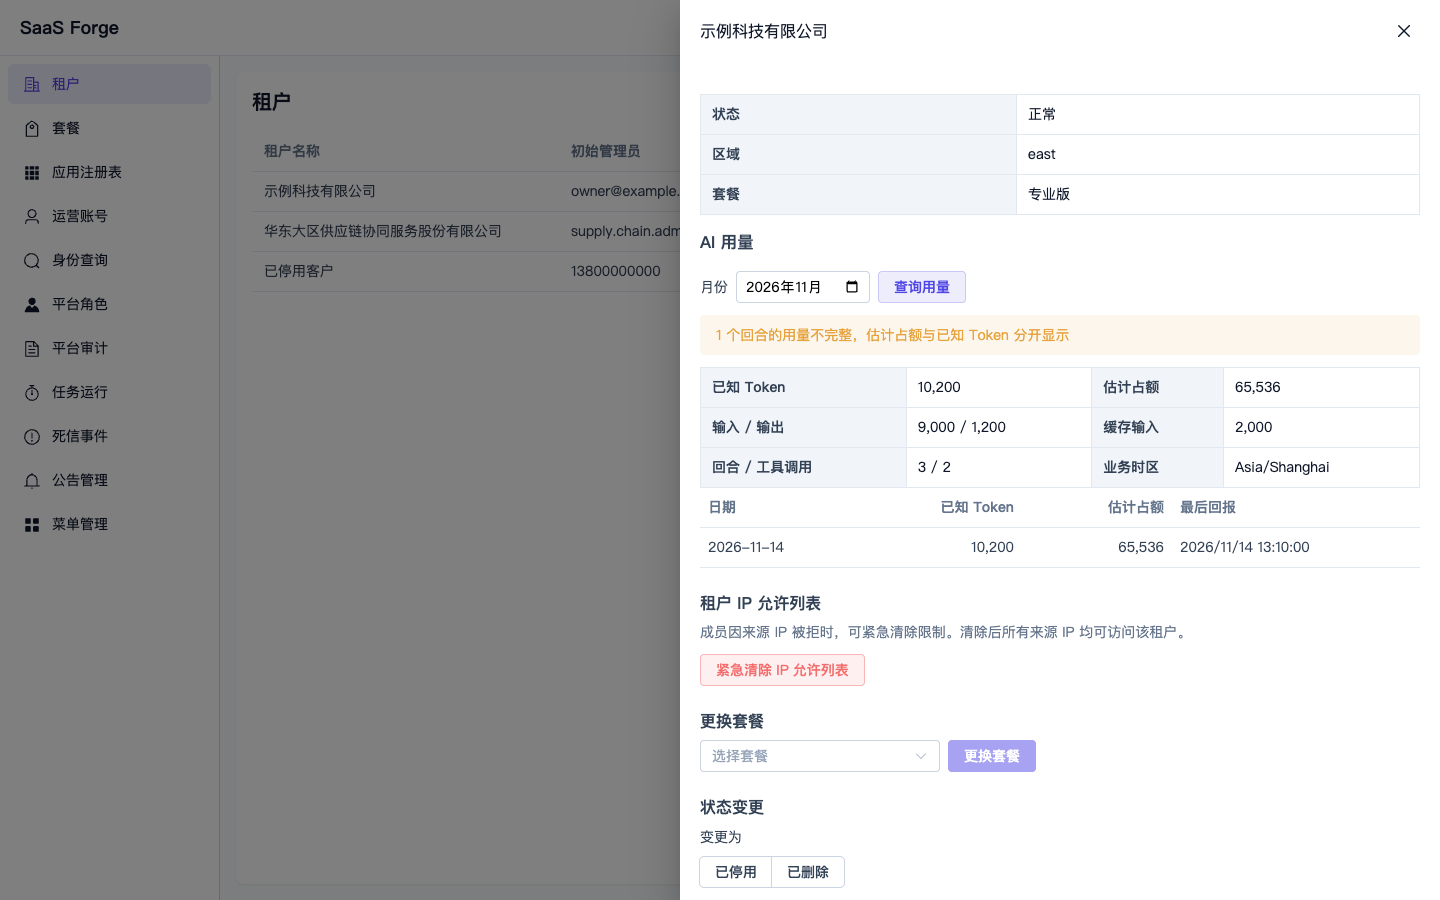 SaaS Forge
租户
套餐
应用注册表
运营账号
身份查询
平台角色
平台审计
任务运行
死信事件
公告管理
菜单管理
租户
租户名称 初始管理员
示例科技有限公司 owner@example.
华东大区供应链协同服务股份有限公司 supply.chain.adm
已停用客户 13800000000
示例科技有限公司
状态 正常
区域 east
套餐 专业版
AI 用量
月份 2026年11月 查询用量
1 个回合的用量不完整，估计占额与已知 Token 分开显示
已知 Token 10,200 估计占额 65,536
输入 / 输出 9,000 / 1,200 缓存输入 2,000
回合 / 工具调用 3 / 2 业务时区 Asia/Shanghai
日期 已知 Token 估计占额 最后回报
2026-11-14 10,200 65,536 2026/11/14 13:10:00
租户 IP 允许列表
成员因来源 IP 被拒时，可紧急清除限制。清除后所有来源 IP 均可访问该租户。
紧急清除 IP 允许列表
更换套餐
选择套餐 更换套餐
状态变更
变更为
已停用 已删除